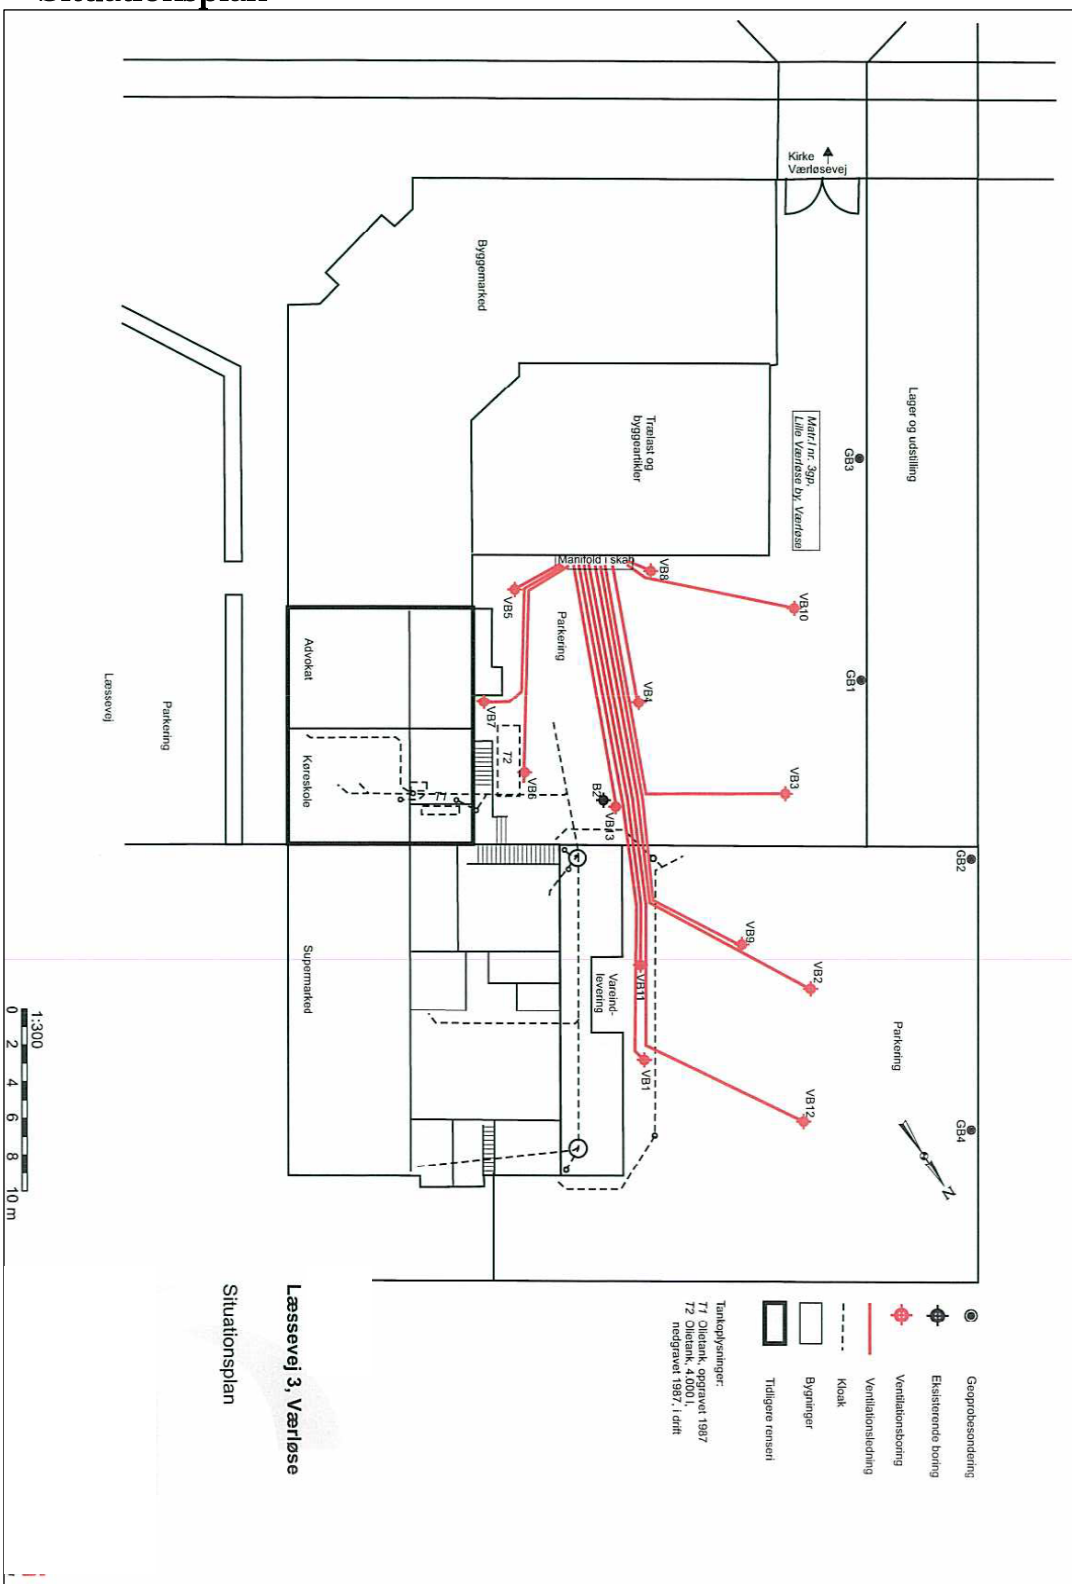 Situationsplan
Kirke
Værløsevej
Byggemarked
Lager og udstilling
Matr.l nr. 3gp,
Lille Værløse by, Værløse
Trælast og
byggeartikler
GB3
Manifold i skab
VB8
VB10
VB5
Parkering
GB1
VB4
VB7
Advokat
Læssevej
Parkering
Køreskole
T2
T1
VB6
B2
VB13
VB3
GB2
VB9
VB2
VB11
Vareind-
levering
Supermarked
Parkering
VB1
VB12
GB4
N
1:300
0 2 4 6 8 10 m
Geoprobesondering
Eksisterende boring
Ventilationsboring
Ventilationsledning
Kloak
Bygninger
Tidligere renseri
Tankoplysninger:
T1 Olietank, opgravet 1987
T2 Olietank, 4.000 l,
nedgravet 1987, i drift
Læssevej 3, Værløse
Situationsplan